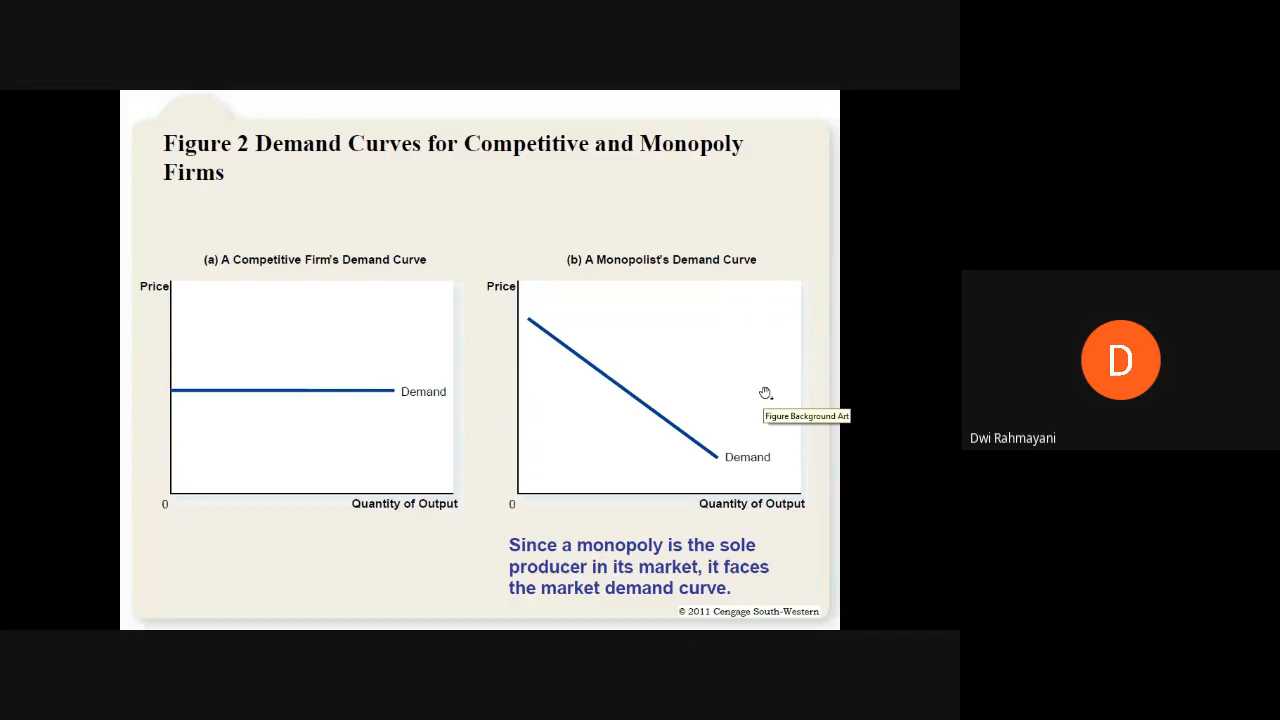 Figure 2 Demand Curves for Competitive and Monopoly
Firms
(a) A Competitive Firm's Demand Curve
Price
Demand
0
Quantity of Output
(b) A Monopolist's Demand Curve
Price
Figure Background Art
Demand
0
Quantity of Output
Since a monopoly is the sole
producer in its market, it faces
the market demand curve.
© 2011 Cengage South-Western
D
Dwi Rahmayani